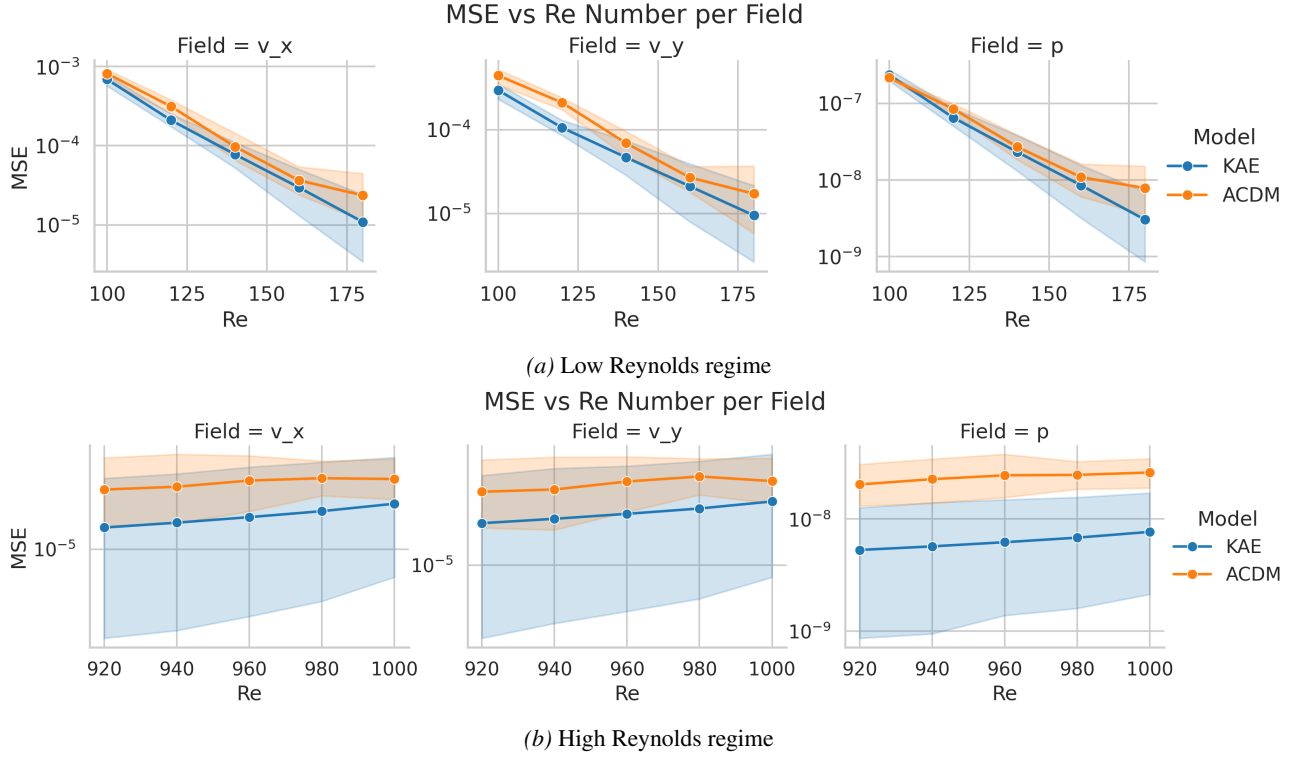 MSE vs Re Number per Field
Field = v_x
Field = v_y
Field = p
MSE
10⁻³
10⁻⁴
10⁻⁵
10⁻⁴
10⁻⁵
10⁻⁷
10⁻⁸
10⁻⁹
100 125 150 175
100 125 150 175
100 125 150 175
Re
Re
Re
Model
KAE
ACDM
(a) Low Reynolds regime
MSE vs Re Number per Field
Field = v_x
Field = v_y
Field = p
MSE
10⁻⁵
10⁻⁵
10⁻⁸
10⁻⁹
920 940 960 980 1000
920 940 960 980 1000
920 940 960 980 1000
Re
Re
Re
Model
KAE
ACDM
(b) High Reynolds regime